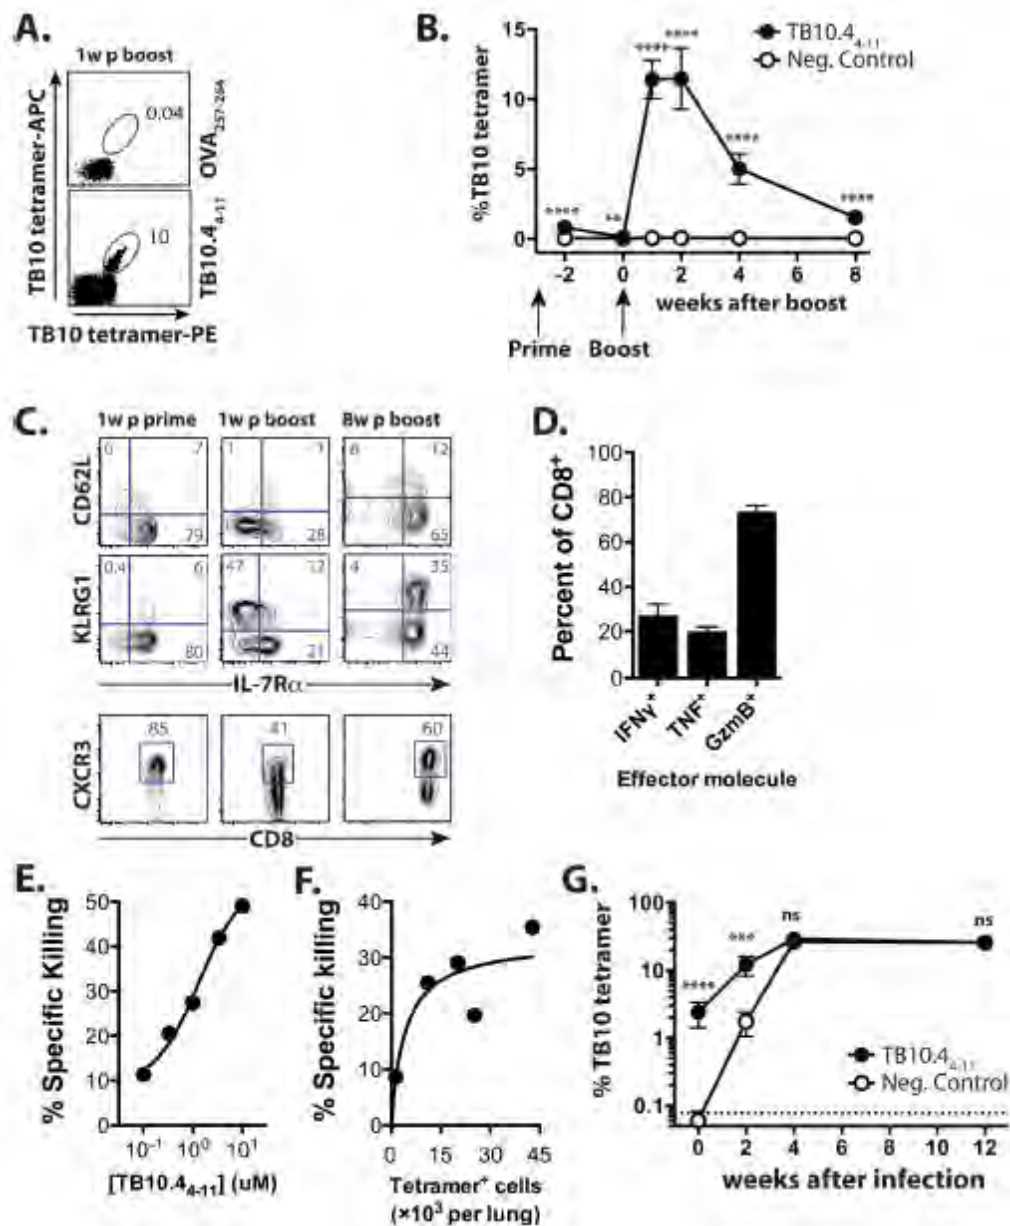 A.
1w p boost
TB10 tetramer-APC
0.04
OVA257-264
10
TB10.44-11
TB10 tetramer-PE
B.
TB10.44-11
Neg. Control
%TB10 tetramer
15
10
5
0
****
**
****
****
****
****
-2 0 2 4 6 8
weeks after boost
Prime Boost
C.
1w p prime 1w p boost 8w p boost
CD62L
7 1 8 12
79 28 65
KLRG1
0.4 6 47 12 4 35
80 21 44
IL-7Rα
85 41 60
CXCR3
CD8
D.
Percent of CD8+
100
80
60
40
20
0
IFNγ+ TNF+ GzmB+
Effector molecule
E.
% Specific Killing
50
40
30
20
10
0
10-1 100 101
[TB10.44-11] (uM)
F.
% Specific killing
40
30
20
10
0
0 15 30 45
Tetramer+ cells
(×103 per lung)
G.
% TB10 tetramer
100
10
1
0.1
****
***
ns
ns
TB10.44-11
Neg. Control
0 2 4 6 8 10 12
weeks after infection